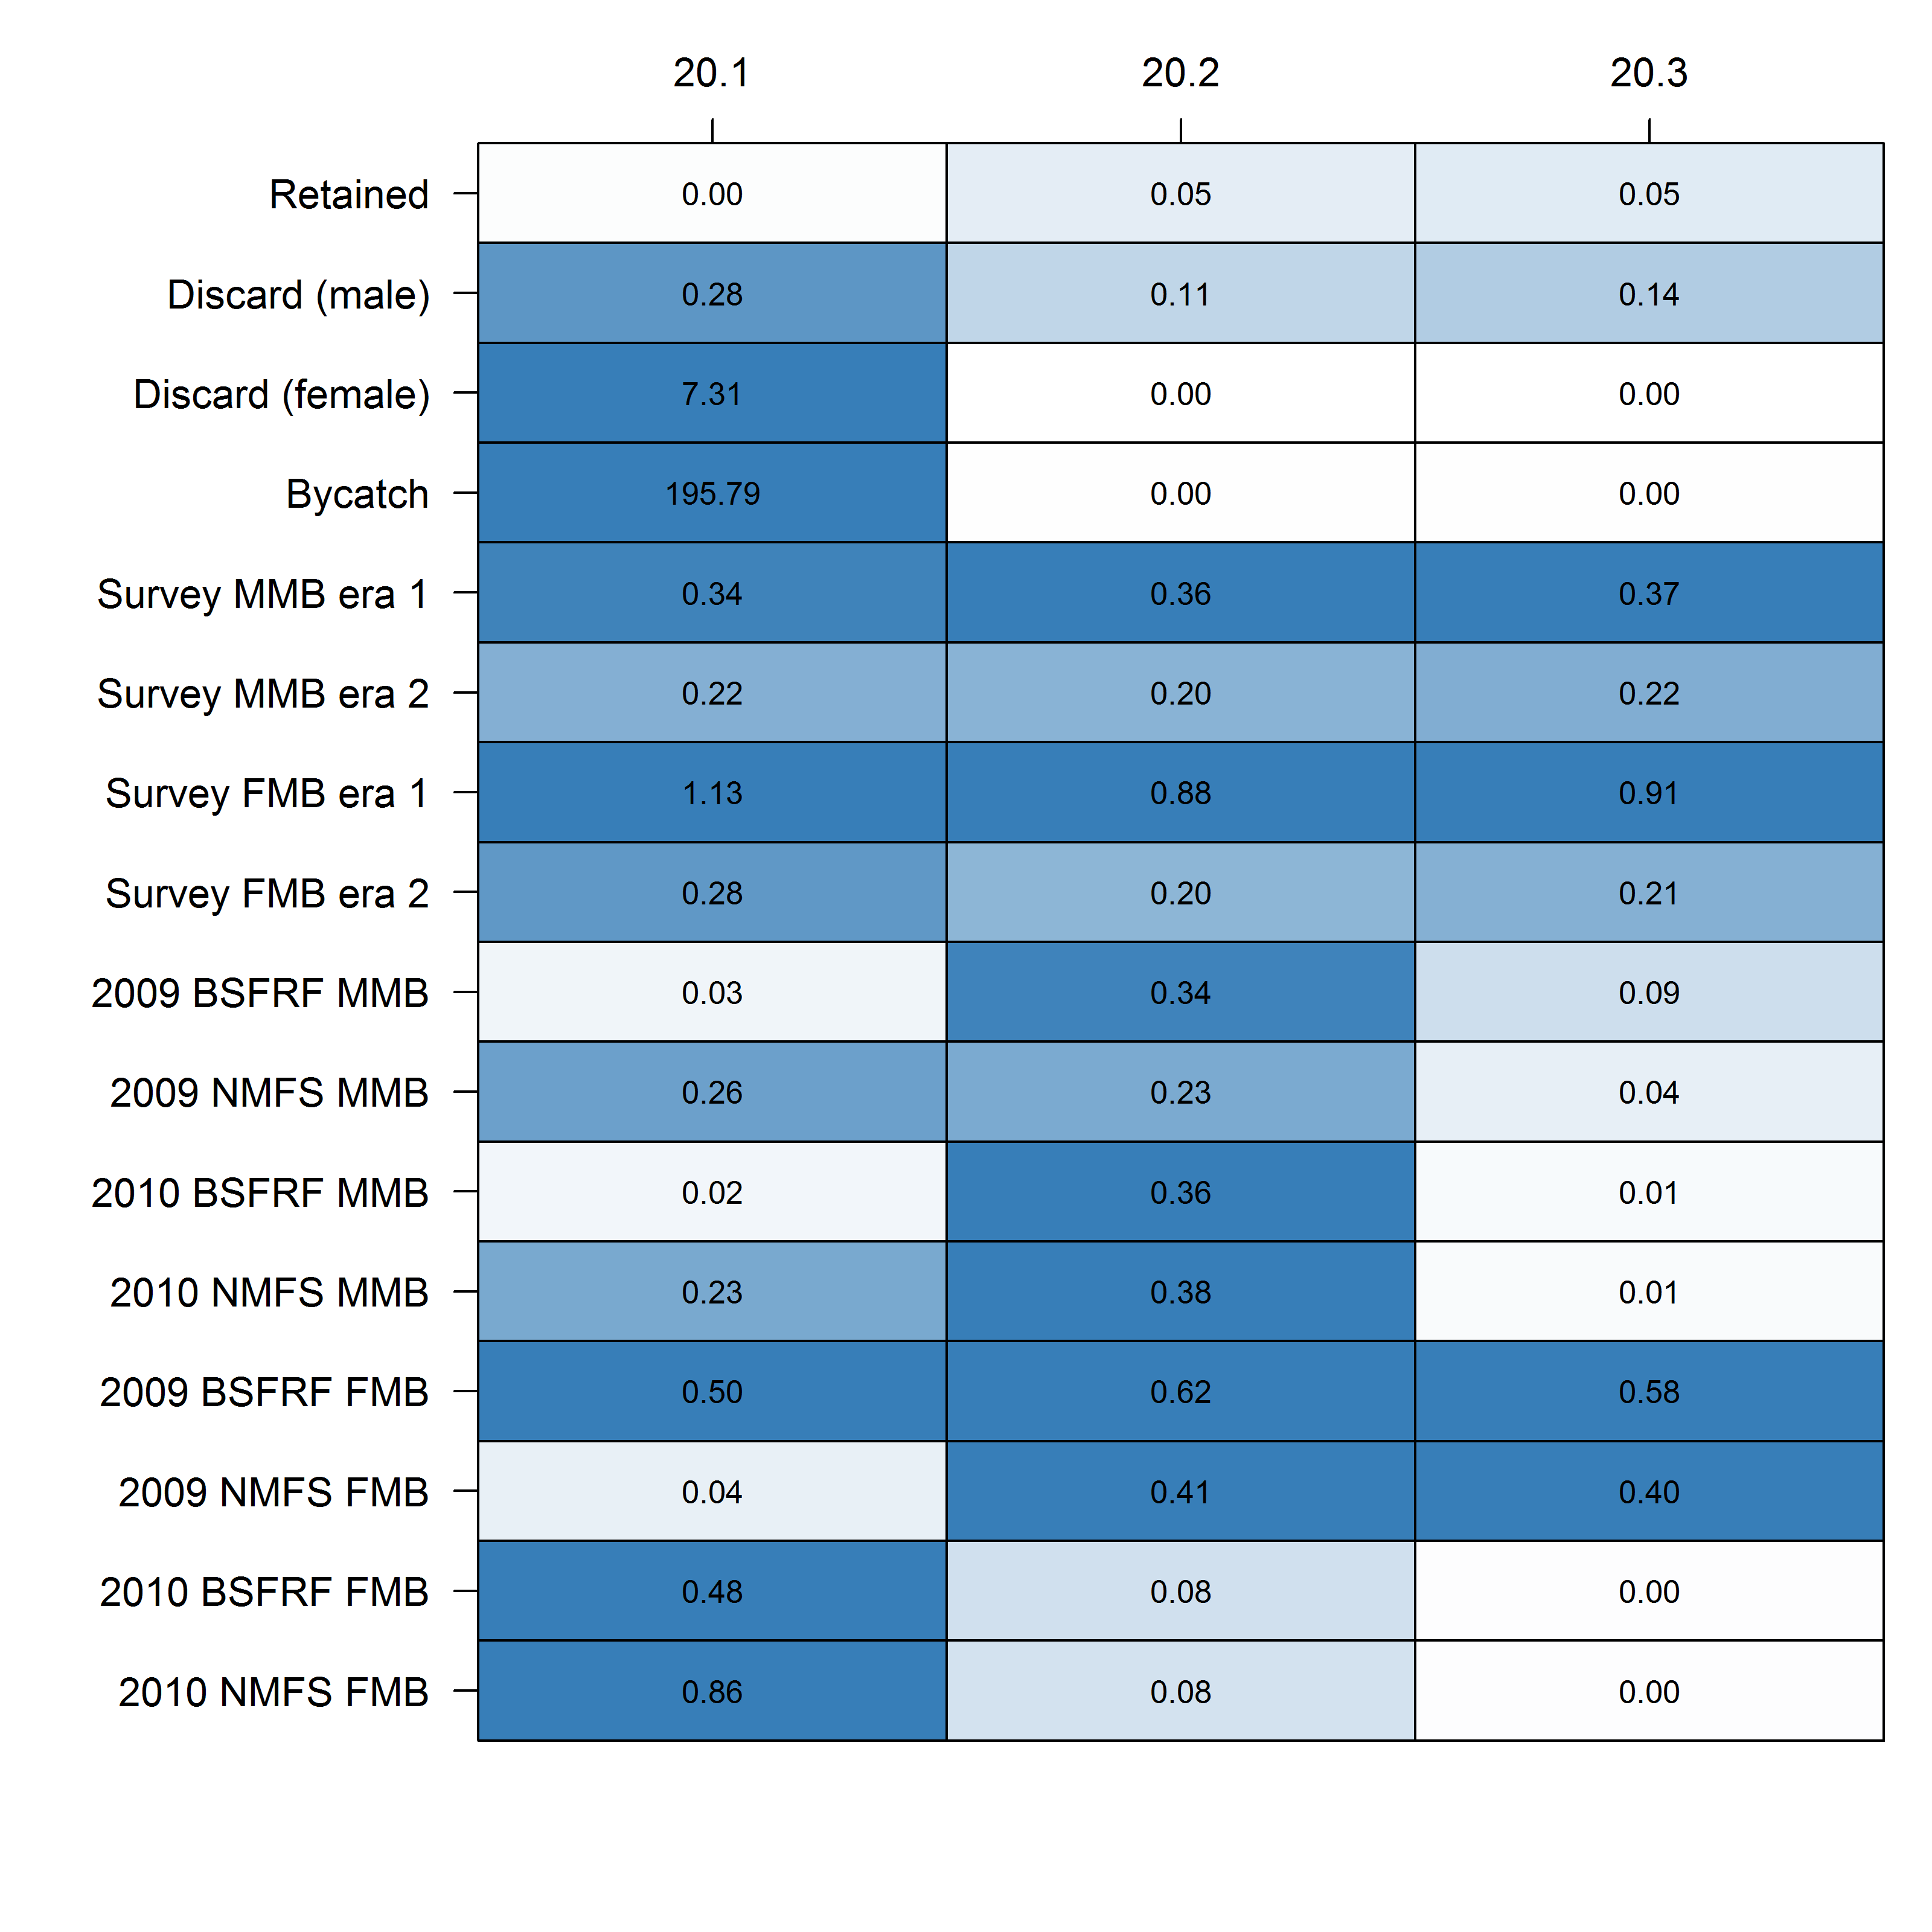 20.1 20.2 20.3
Retained 0.00 0.05 0.05
Discard (male) 0.28 0.11 0.14
Discard (female) 7.31 0.00 0.00
Bycatch 195.79 0.00 0.00
Survey MMB era 1 0.34 0.36 0.37
Survey MMB era 2 0.22 0.20 0.22
Survey FMB era 1 1.13 0.88 0.91
Survey FMB era 2 0.28 0.20 0.21
2009 BSFRF MMB 0.03 0.34 0.09
2009 NMFS MMB 0.26 0.23 0.04
2010 BSFRF MMB 0.02 0.36 0.01
2010 NMFS MMB 0.23 0.38 0.01
2009 BSFRF FMB 0.50 0.62 0.58
2009 NMFS FMB 0.04 0.41 0.40
2010 BSFRF FMB 0.48 0.08 0.00
2010 NMFS FMB 0.86 0.08 0.00